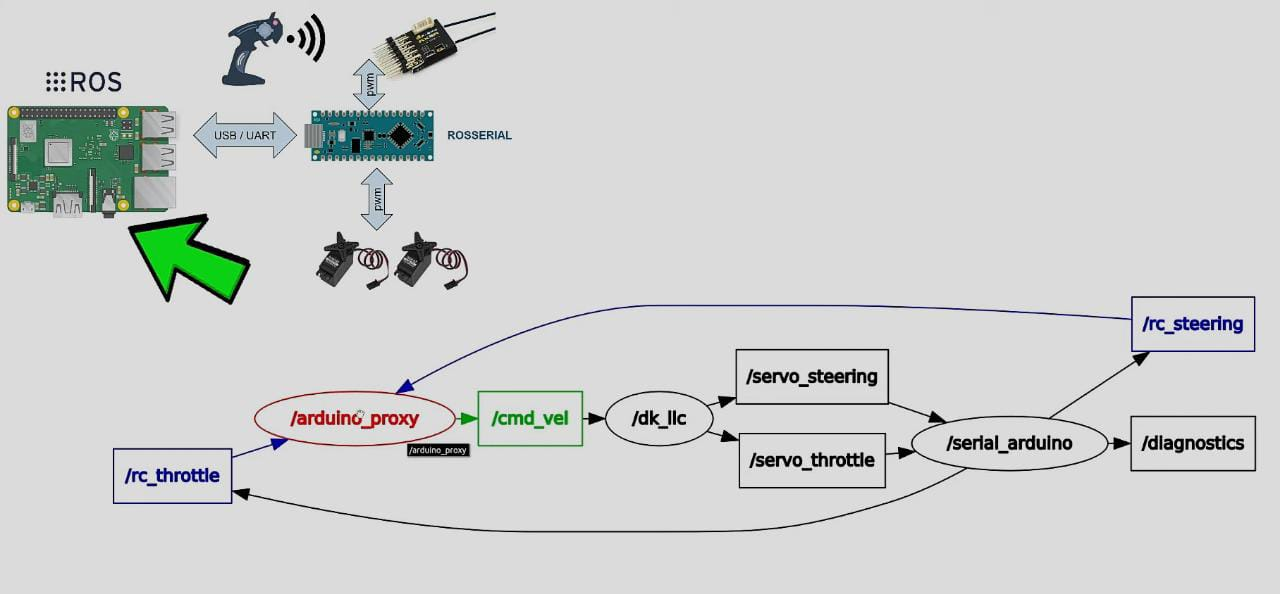 ROS
pwm
USB / UART
ROSSERIAL
pwm
/rc_steering
/servo_steering
/arduino_proxy
/cmd_vel
/dk_llc
/serial_arduino
/diagnostics
/arduino_proxy
/servo_throttle
/rc_throttle